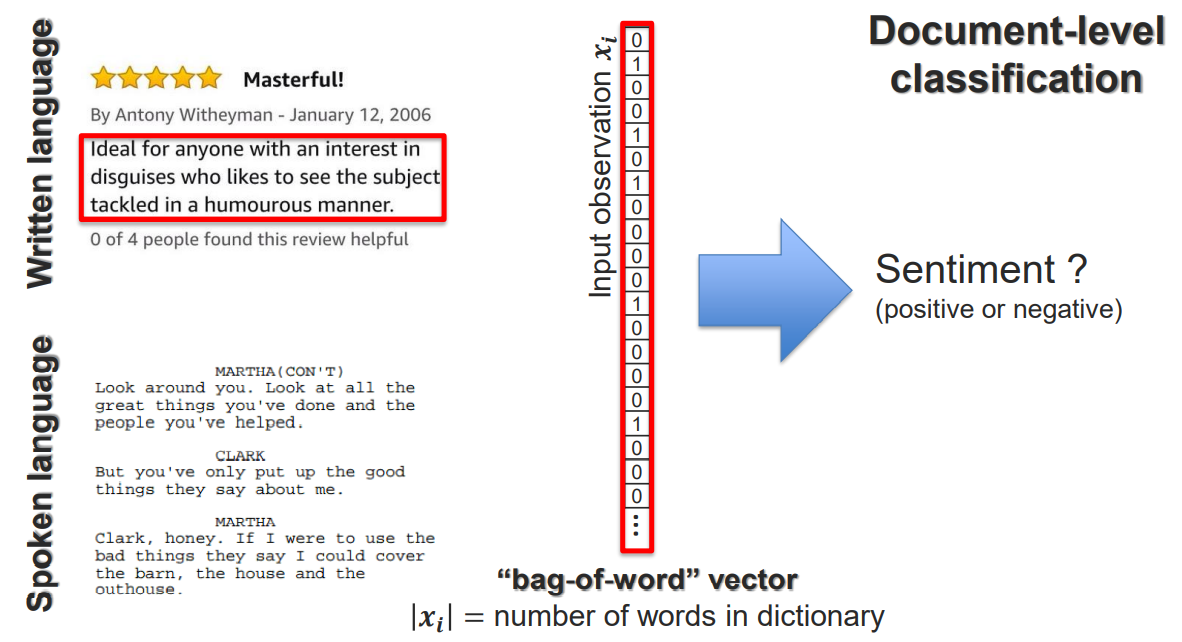 Document-level
classification
Written language
Masterful!
By Antony Witheyman - January 12, 2006
Ideal for anyone with an interest in
disguises who likes to see the subject
tackled in a humourous manner.
0 of 4 people found this review helpful
Spoken language
MARTHA(CON'T)
Look around you. Look at all the
great things you've done and the
people you've helped.
CLARK
But you've only put up the good
things they say about me.
MARTHA
Clark, honey. If I were to use the
bad things they say I could cover
the barn, the house and the
outhouse.
Input observation xᵢ
0
1
0
0
1
0
1
0
0
0
0
1
0
0
0
0
1
0
0
0
⋮
“bag-of-word” vector
|xᵢ| = number of words in dictionary
Sentiment ?
(positive or negative)